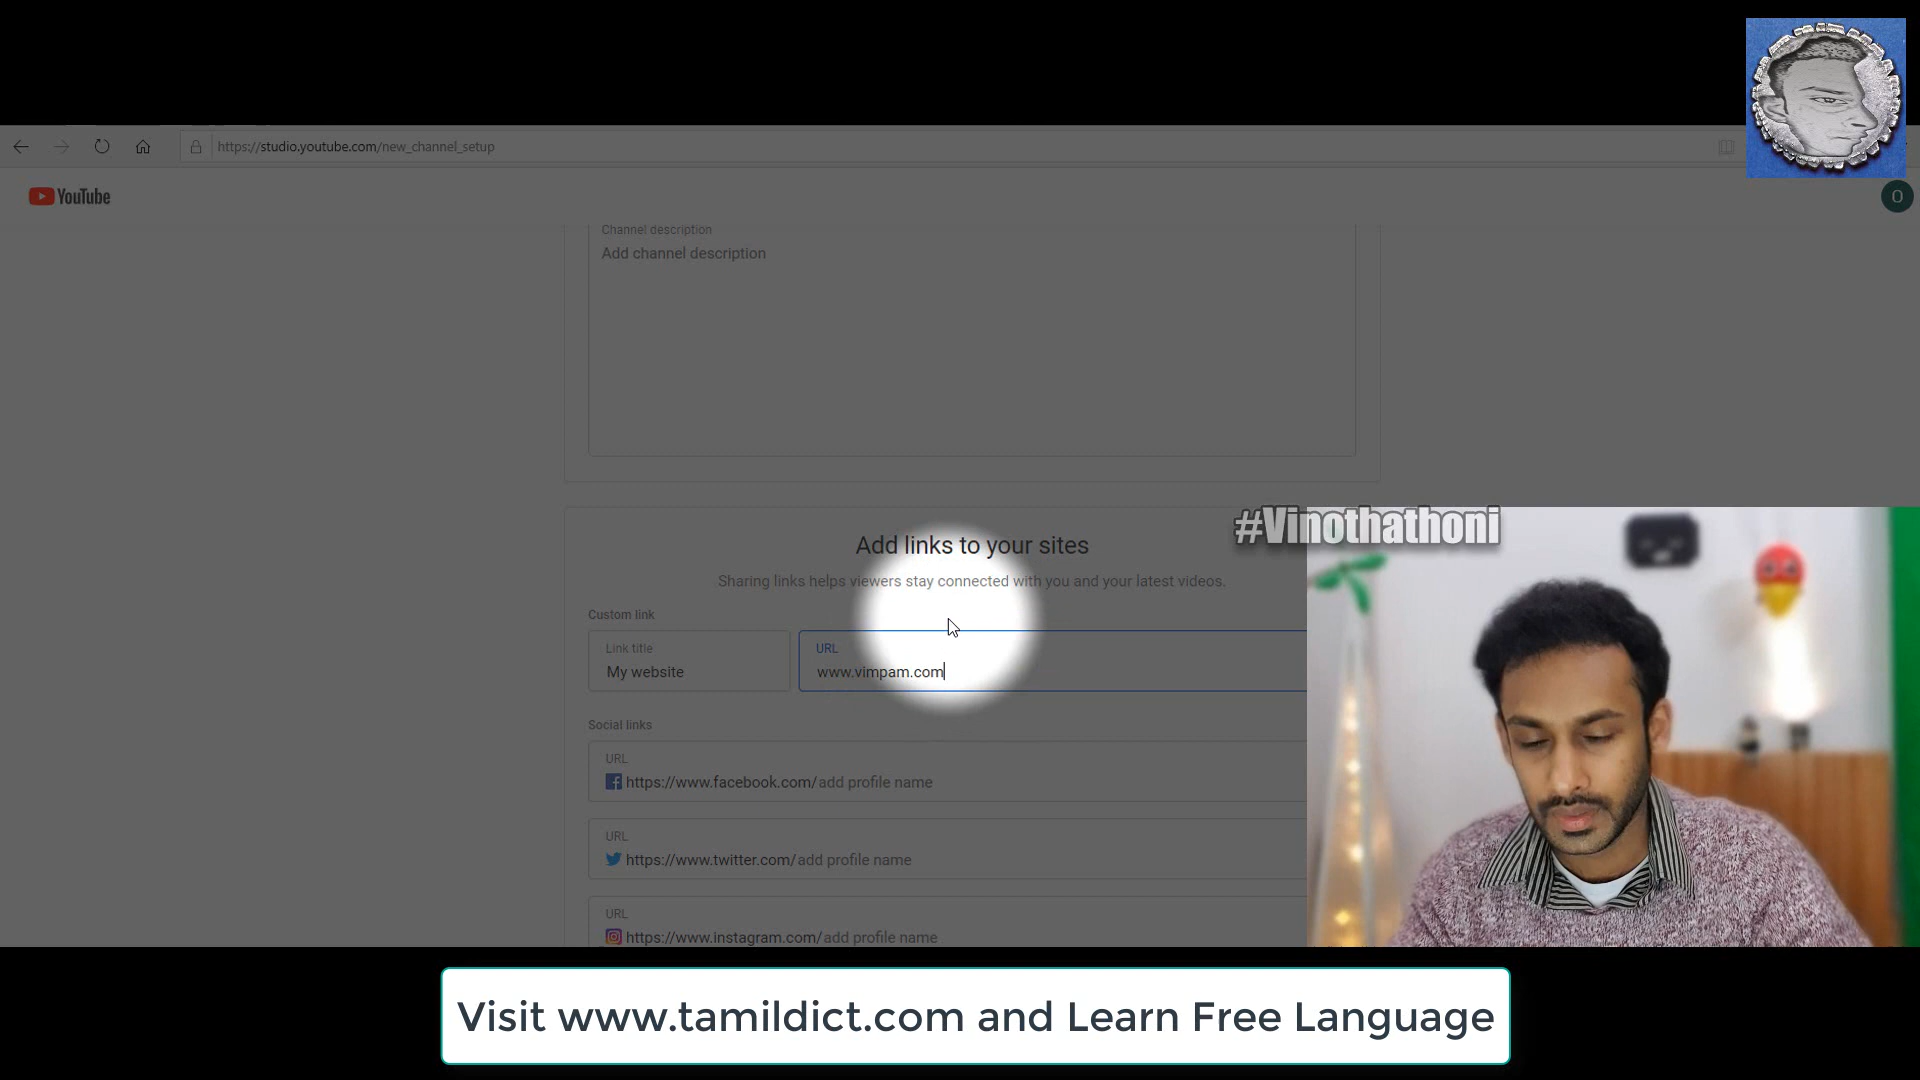 https://studio.youtube.com/new_channel_setup
YouTube
O
Channel description
Add channel description
#Vinothathoni
Add links to your sites
Sharing links helps viewers stay connected with you and your latest videos.
Custom link
Link title
My website
URL
www.vimpam.com
Social links
URL
https://www.facebook.com/add profile name
URL
https://www.twitter.com/add profile name
URL
https://www.instagram.com/add profile name
Visit www.tamildict.com and Learn Free Language